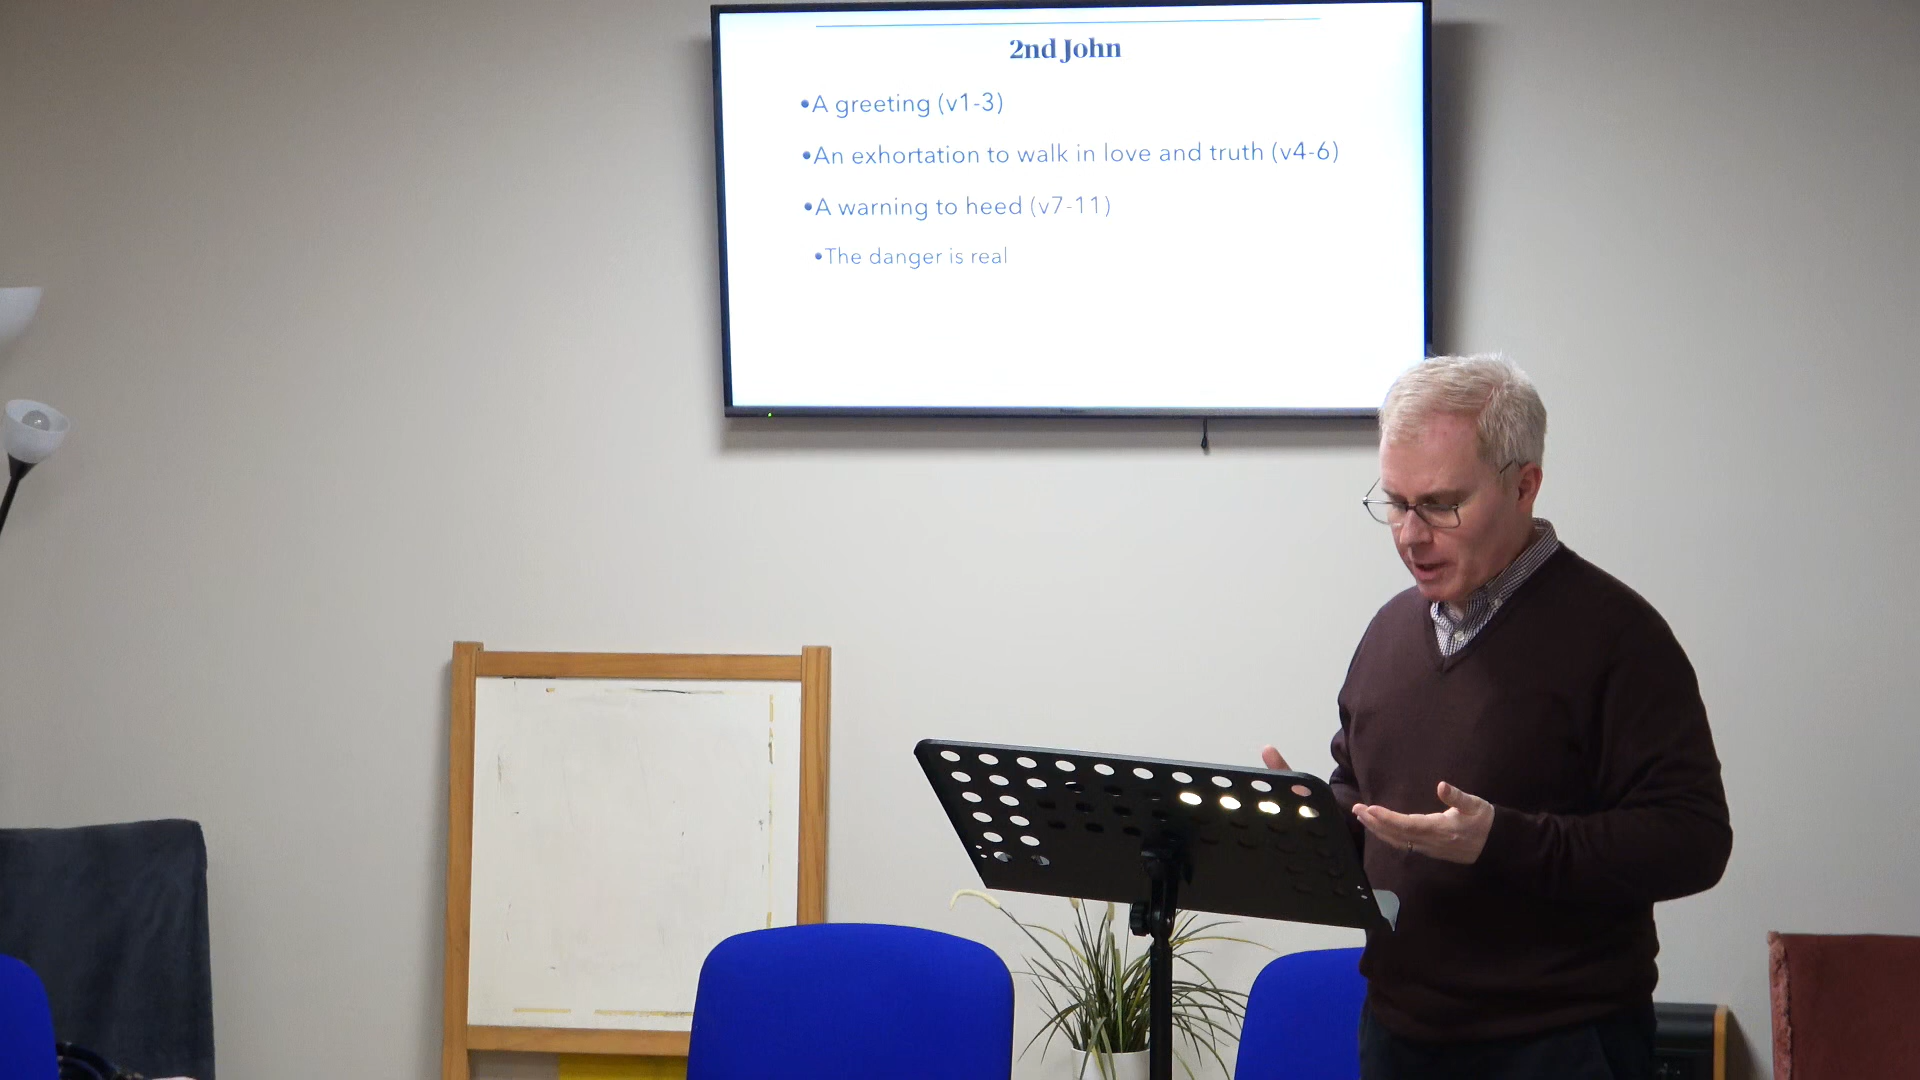 2nd John
•A greeting (v1-3)
•An exhortation to walk in love and truth (v4-6)
•A warning to heed (v7-11)
•The danger is real